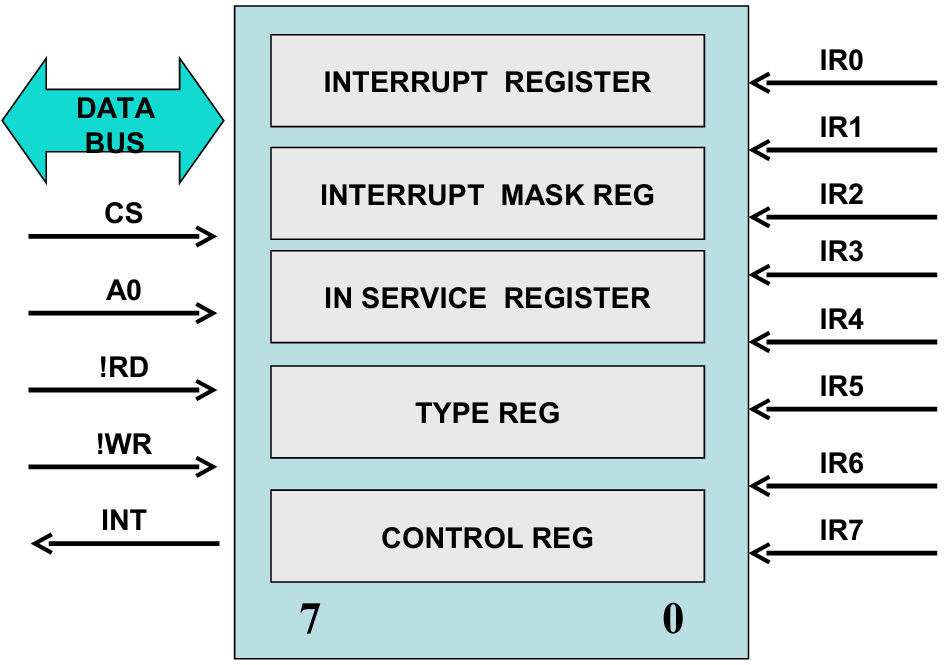 DATA
BUS
CS
A0
!RD
!WR
INT
INTERRUPT REGISTER
INTERRUPT MASK REG
IN SERVICE REGISTER
TYPE REG
CONTROL REG
7 0
IR0
IR1
IR2
IR3
IR4
IR5
IR6
IR7